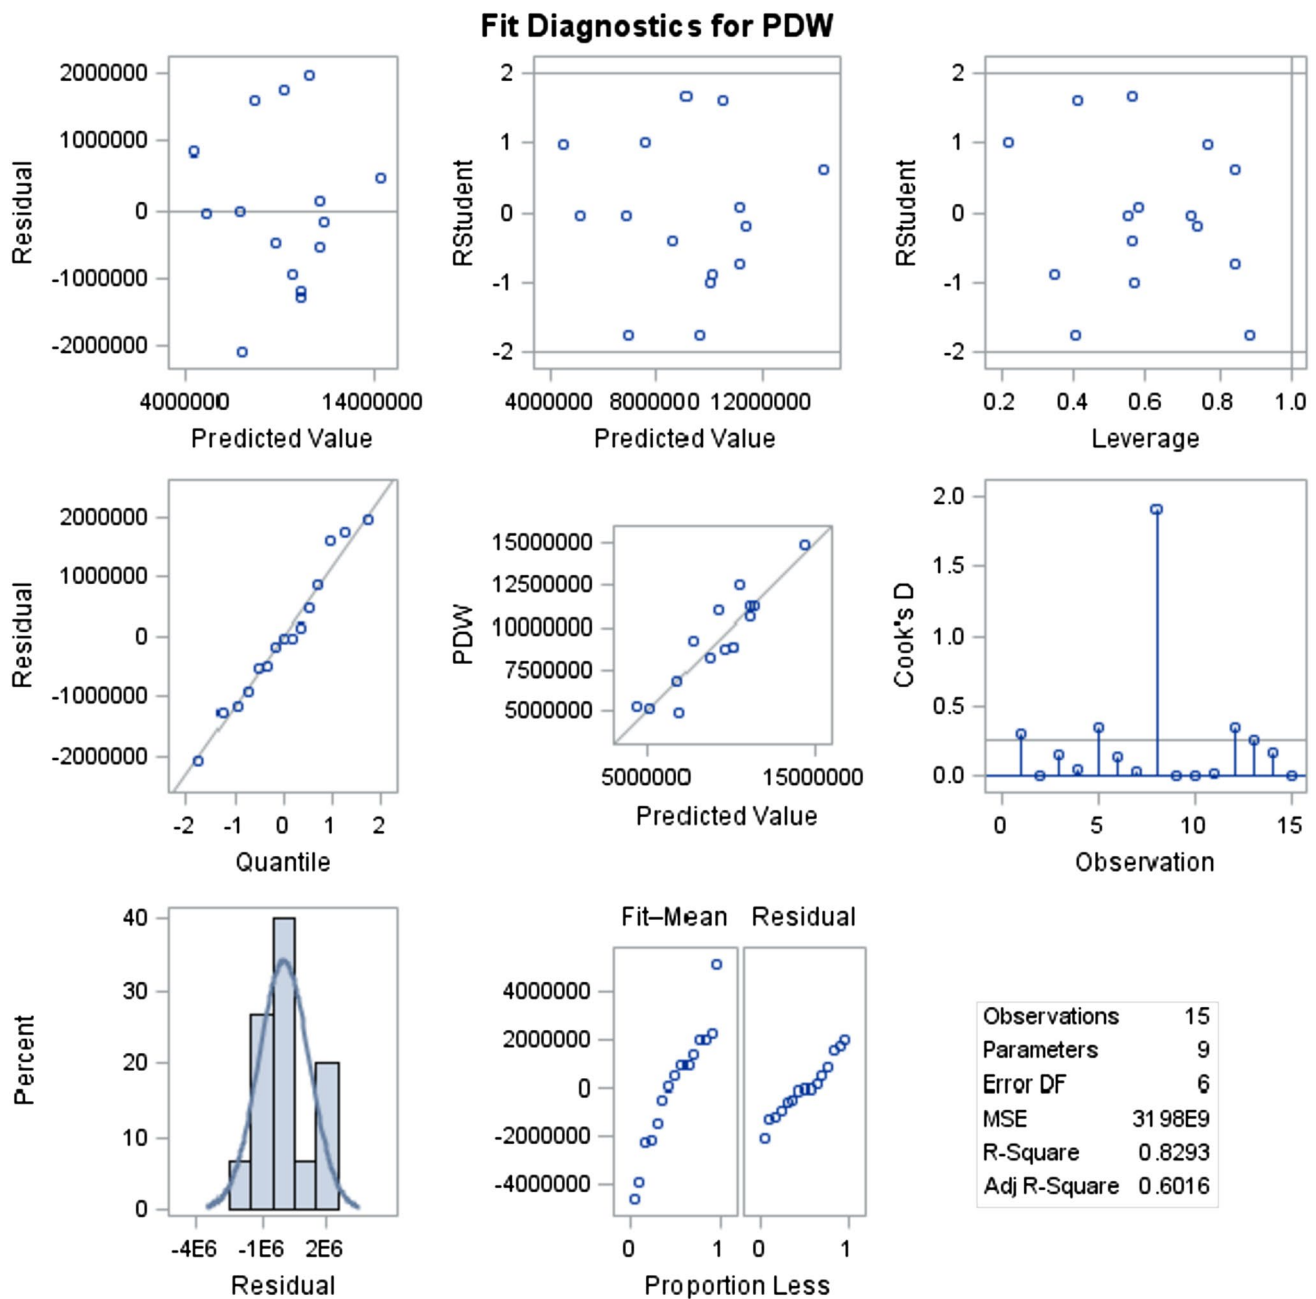 Fit Diagnostics for PDW
2000000
1000000
0
-1000000
-2000000
Residual
4000000 14000000
Predicted Value
2
1
0
-1
-2
RStudent
4000000 8000000 12000000
Predicted Value
2
1
0
-1
-2
RStudent
0.2 0.4 0.6 0.8 1.0
Leverage
2000000
1000000
0
-1000000
-2000000
Residual
-2 -1 0 1 2
Quantile
15000000
12500000
10000000
7500000
5000000
PDW
5000000 15000000
Predicted Value
2.0
1.5
1.0
0.5
0.0
Cook's D
0 5 10 15
Observation
40
30
20
10
0
Percent
-4E6 -1E6 2E6
Residual
Fit–Mean Residual
4000000
2000000
0
-2000000
-4000000
0 1 0 1
Proportion Less
Observations 15
Parameters 9
Error DF 6
MSE 3198E9
R-Square 0.8293
Adj R-Square 0.6016